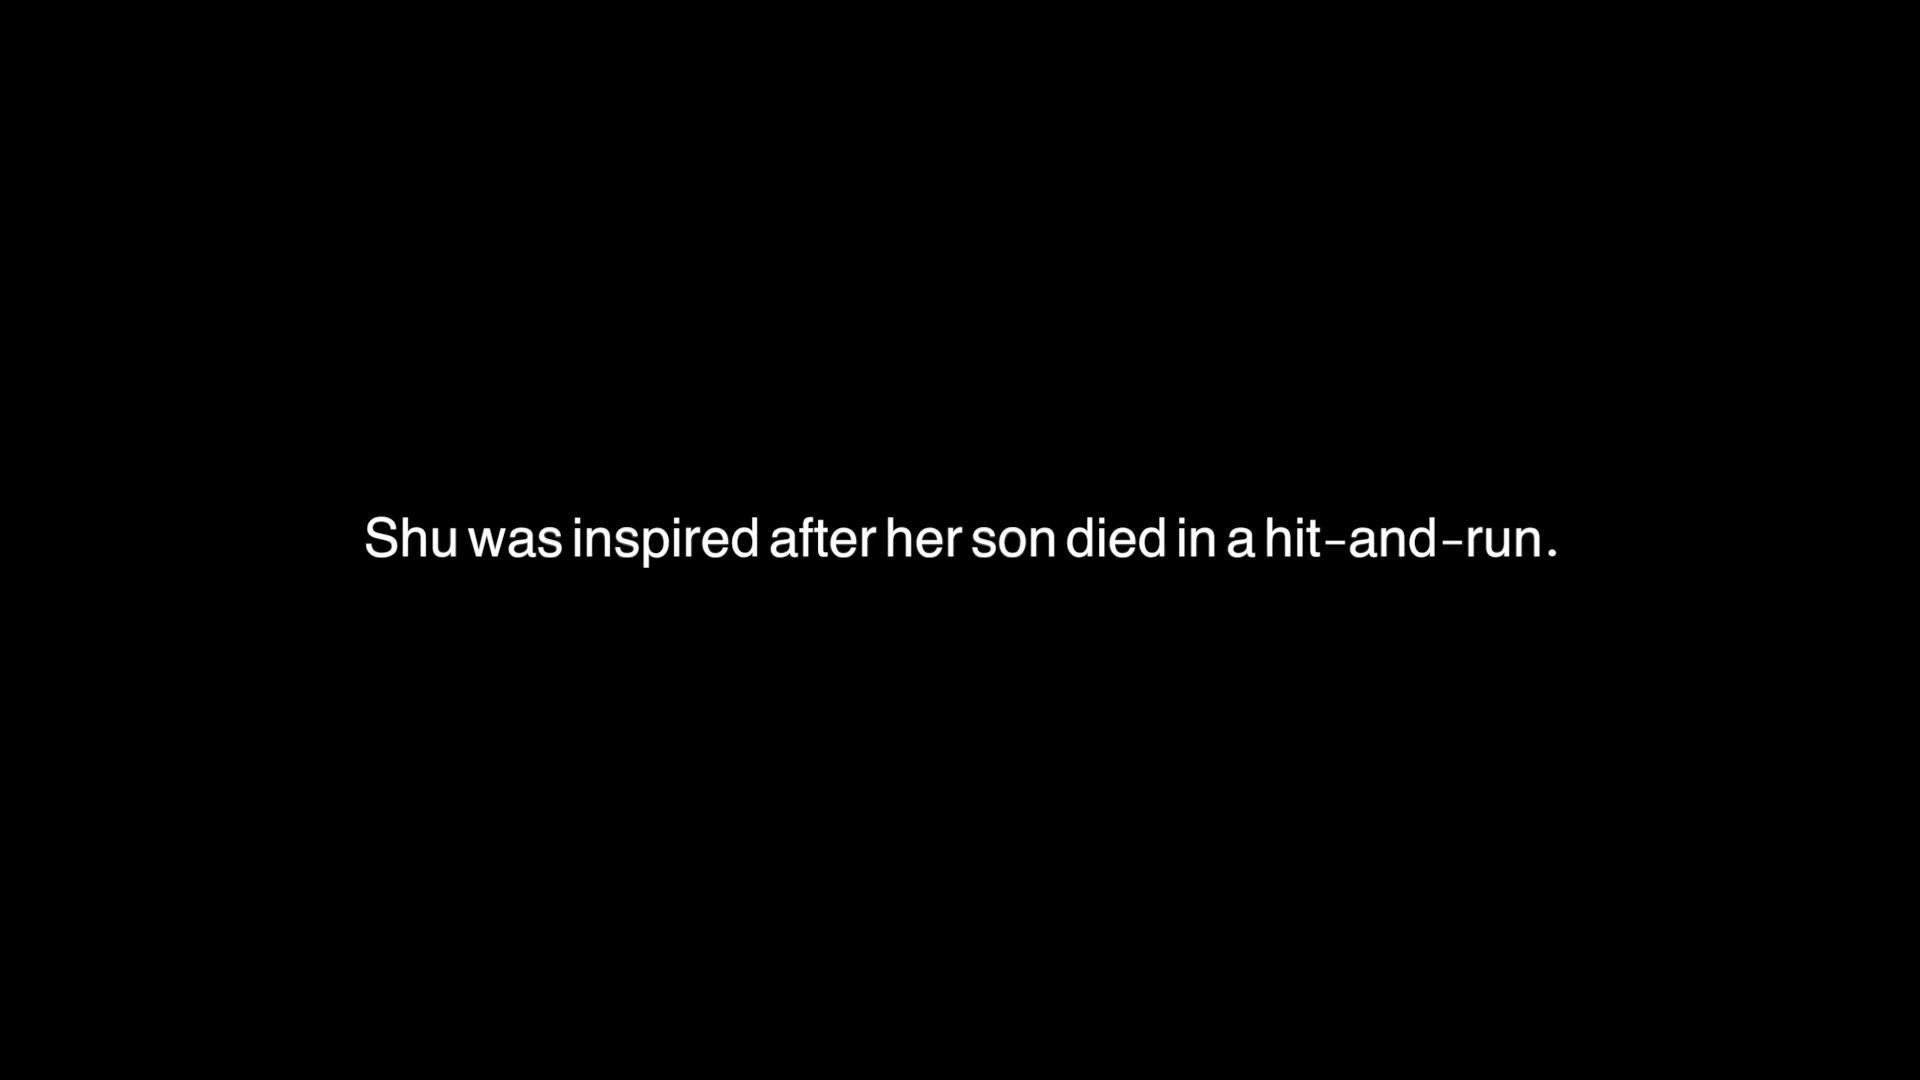 Shu was inspired after her son died in a hit-and-run.